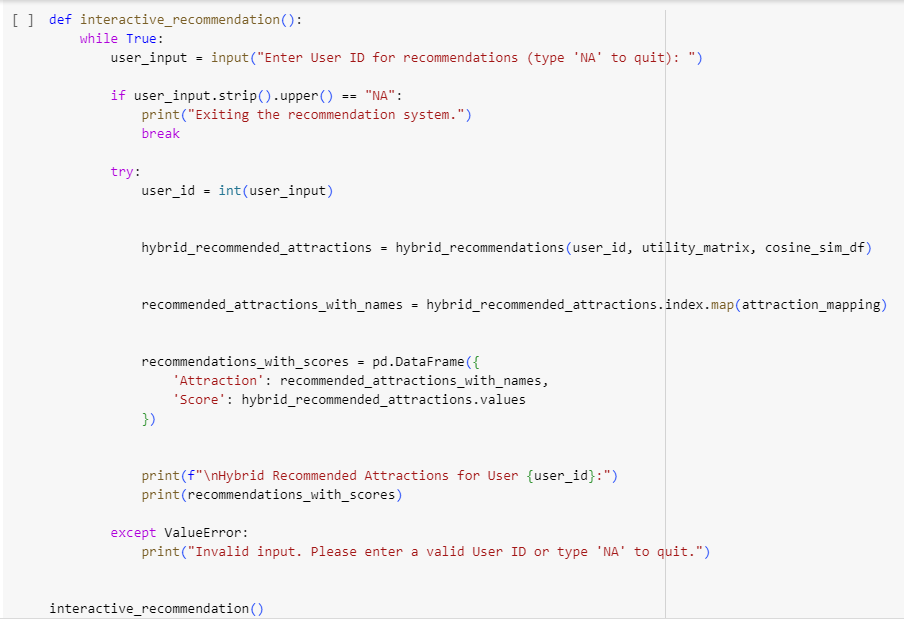 [ ] def interactive_recommendation():
while True:
user_input = input("Enter User ID for recommendations (type 'NA' to quit): ")
if user_input.strip().upper() == "NA":
print("Exiting the recommendation system.")
break
try:
user_id = int(user_input)
hybrid_recommended_attractions = hybrid_recommendations(user_id, utility_matrix, cosine_sim_df)
recommended_attractions_with_names = hybrid_recommended_attractions.index.map(attraction_mapping)
recommendations_with_scores = pd.DataFrame({
'Attraction': recommended_attractions_with_names,
'Score': hybrid_recommended_attractions.values
})
print(f"\nHybrid Recommended Attractions for User {user_id}:")
print(recommendations_with_scores)
except ValueError:
print("Invalid input. Please enter a valid User ID or type 'NA' to quit.")
interactive_recommendation()